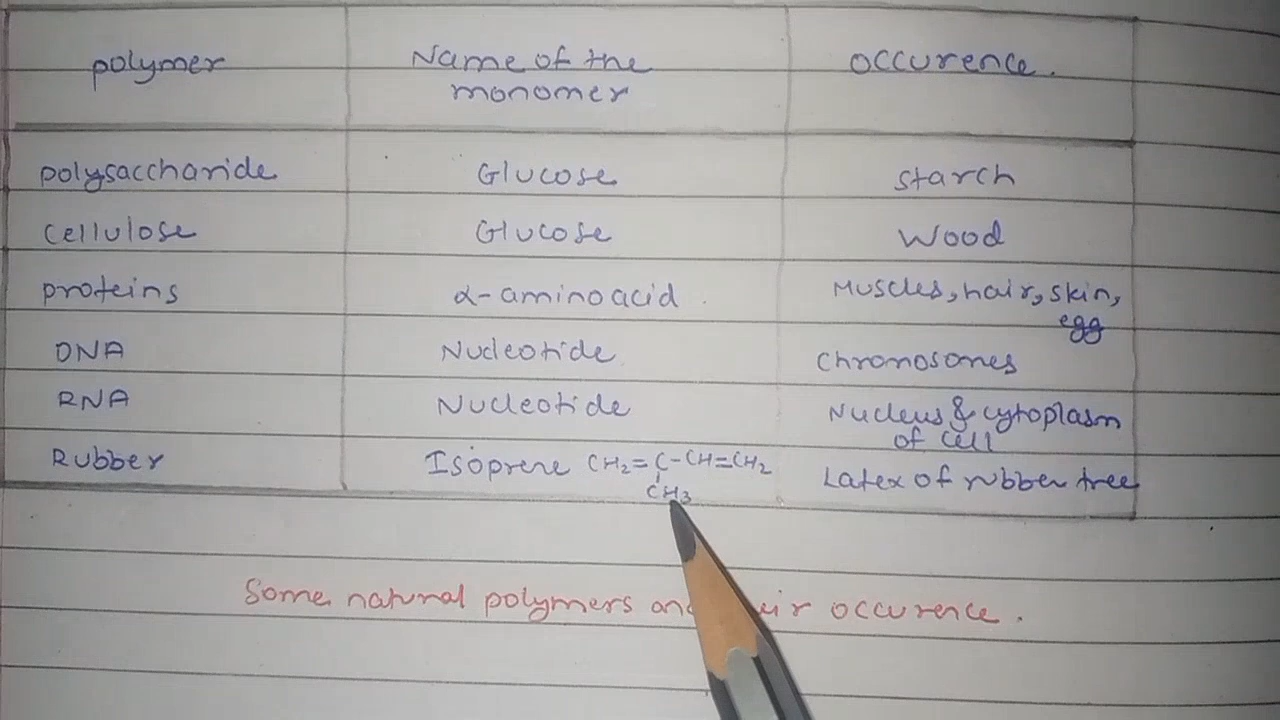 polymer Name of the monomer occurence.
polysaccharide Glucose starch
cellulose Glucose Wood
proteins α-aminoacid Muscles, hair, skin, egg
DNA Nucleotide Chromosomes
RNA Nucleotide Nucleus & cytoplasm of cell
Rubber Isoprene CH2=C-CH=CH2 Latex of rubber tree
CH3
Some natural polymers and their occurence.